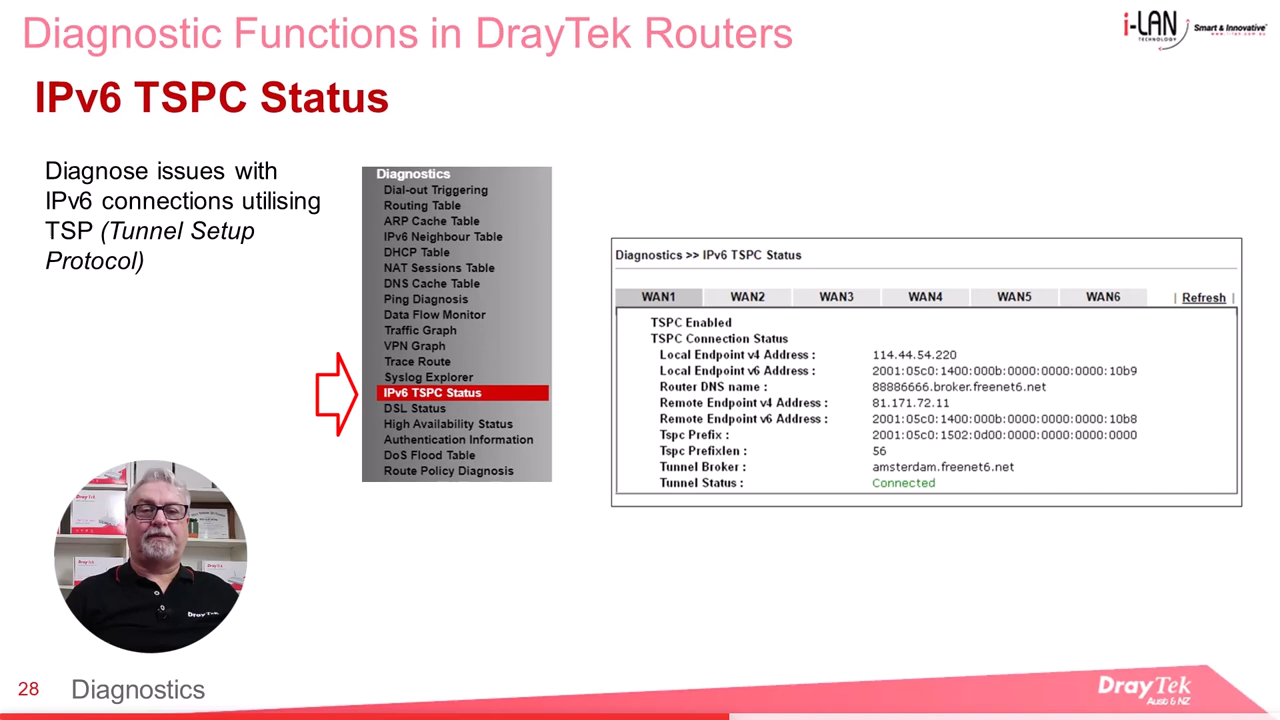 Diagnostic Functions in DrayTek Routers
i-LAN
TECHNOLOGY
Smart & Innovative
IPv6 TSPC Status
Diagnose issues with
IPv6 connections utilising
TSP (Tunnel Setup
Protocol)
Diagnostics
Dial-out Triggering
Routing Table
ARP Cache Table
IPv6 Neighbour Table
DHCP Table
NAT Sessions Table
DNS Cache Table
Ping Diagnosis
Data Flow Monitor
Traffic Graph
VPN Graph
Trace Route
Syslog Explorer
IPv6 TSPC Status
DSL Status
High Availability Status
Authentication Information
DoS Flood Table
Route Policy Diagnosis
Diagnostics >> IPv6 TSPC Status
WAN1 WAN2 WAN3 WAN4 WAN5 WAN6 | Refresh |
TSPC Enabled
TSPC Connection Status
Local Endpoint v4 Address : 114.44.54.220
Local Endpoint v6 Address : 2001:05c0:1400:000b:0000:0000:0000:10b9
Router DNS name : 88886666.broker.freenet6.net
Remote Endpoint v4 Address : 81.171.72.11
Remote Endpoint v6 Address : 2001:05c0:1400:000b:0000:0000:0000:10b8
Tspc Prefix : 2001:05c0:1502:0d00:0000:0000:0000:0000
Tspc Prefixlen : 56
Tunnel Broker : amsterdam.freenet6.net
Tunnel Status : Connected
DrayTek
DrayTek
DrayTek
28 Diagnostics
DrayTek
Aust & NZ